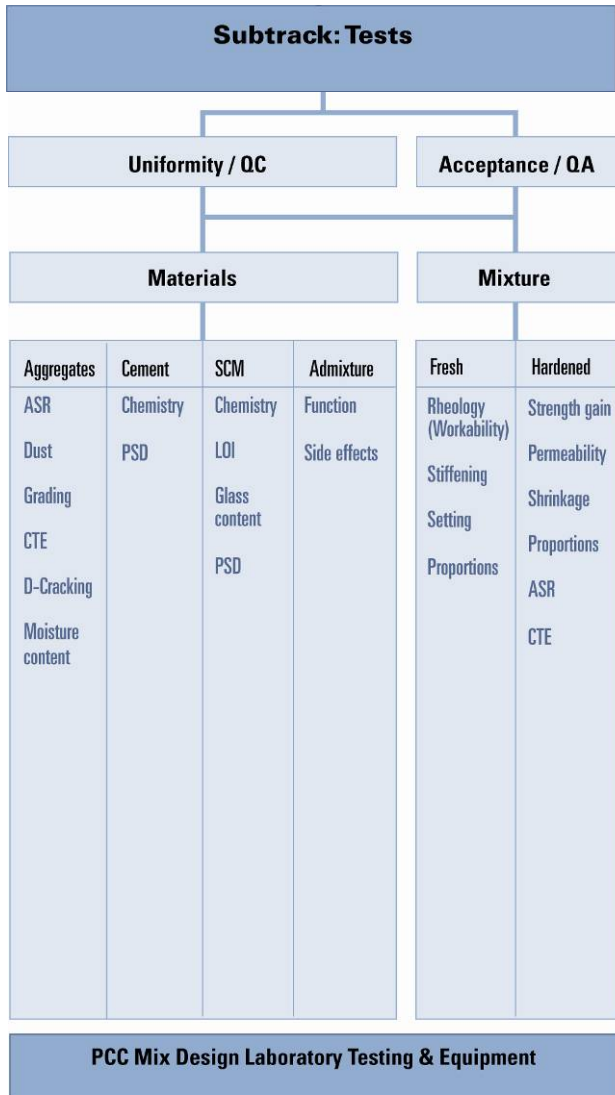 Subtrack: Tests
Uniformity / QC
Acceptance / QA
Materials
Mixture
Aggregates
ASR
Dust
Grading
CTE
D-Cracking
Moisture
content
Cement
Chemistry
PSD
SCM
Chemistry
LOI
Glass
content
PSD
Admixture
Function
Side effects
Fresh
Rheology
(Workability)
Stiffening
Setting
Proportions
Hardened
Strength gain
Permeability
Shrinkage
Proportions
ASR
CTE
PCC Mix Design Laboratory Testing & Equipment